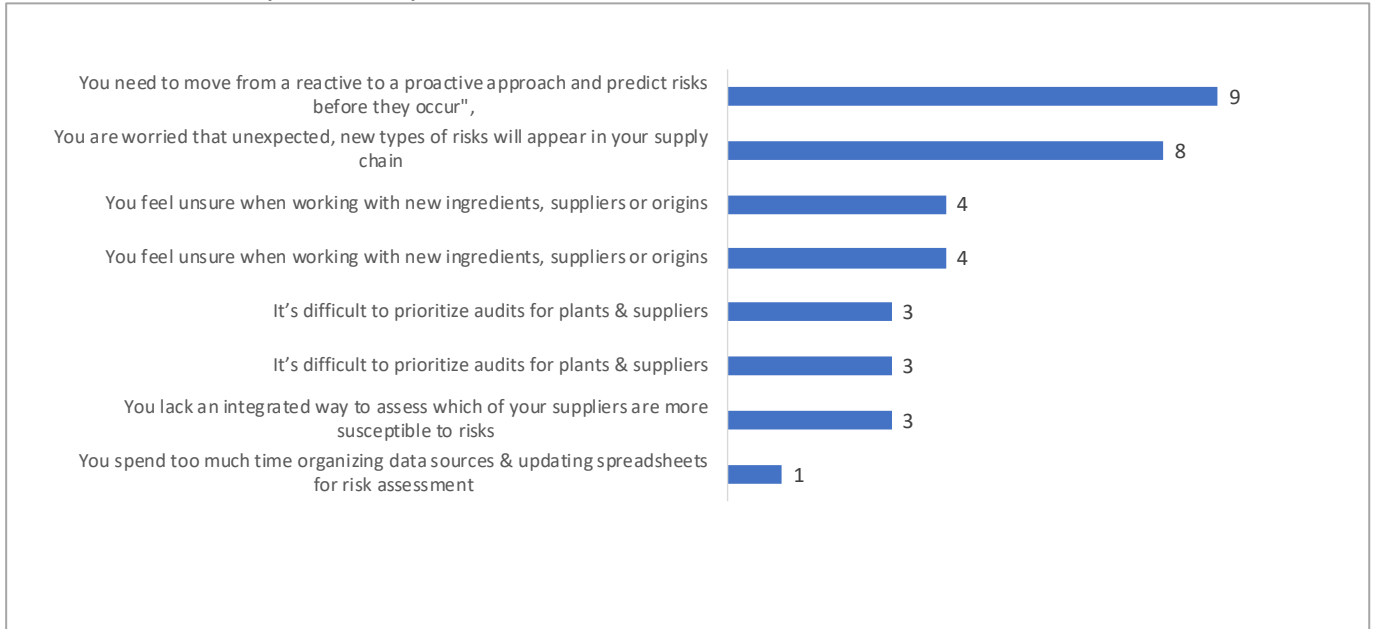 You need to move from a reactive to a proactive approach and predict risks
before they occur",
9
You are worried that unexpected, new types of risks will appear in your supply
chain
8
You feel unsure when working with new ingredients, suppliers or origins
4
You feel unsure when working with new ingredients, suppliers or origins
4
It’s difficult to prioritize audits for plants & suppliers
3
It’s difficult to prioritize audits for plants & suppliers
3
You lack an integrated way to assess which of your suppliers are more
susceptible to risks
3
You spend too much time organizing data sources & updating spreadsheets
for risk assessment
1